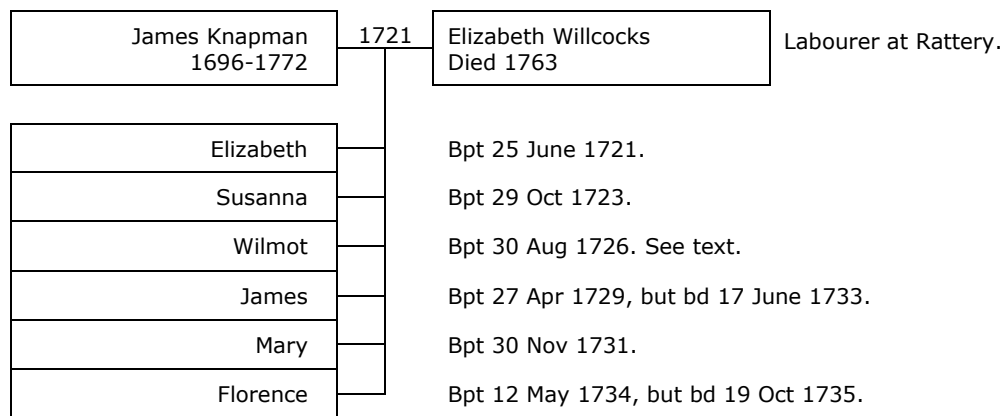 James Knapman
1696-1772
1721
Elizabeth Willcocks
Died 1763
Labourer at Rattery.
Elizabeth
Bpt 25 June 1721.
Susanna
Bpt 29 Oct 1723.
Wilmot
Bpt 30 Aug 1726. See text.
James
Bpt 27 Apr 1729, but bd 17 June 1733.
Mary
Bpt 30 Nov 1731.
Florence
Bpt 12 May 1734, but bd 19 Oct 1735.